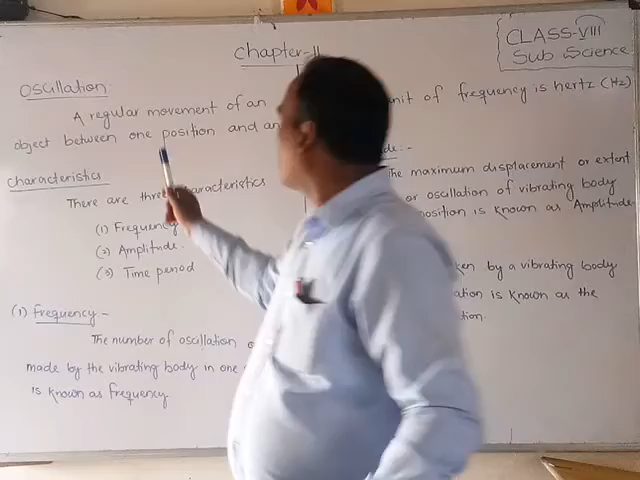 Chapter-11
CLASS-VIII
Sub Science
Oscillation
A regular movement of an
object between one position and an
Characteristics
There are three characteristics
(1) Frequency
(2) Amplitude.
(3) Time period
(1) Frequency-
The number of oscillation
made by the vibrating body in one
is known as frequency
unit of frequency is hertz (Hz)
de:-
The maximum displacement or extent
or oscillation of vibrating body
position is known as Amplitude
ken by a vibrating body
ation is known as the
tion.